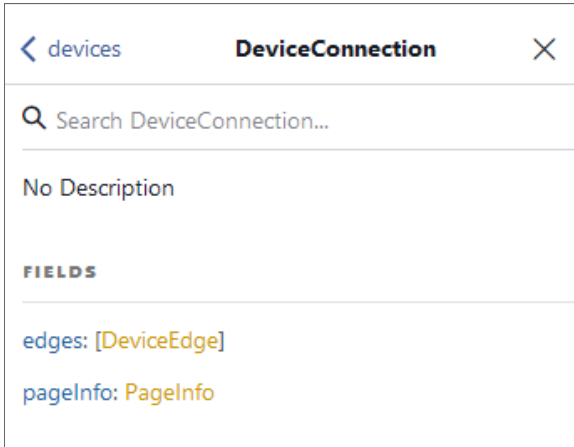 devices
DeviceConnection
Search DeviceConnection...
No Description
FIELDS
edges: [DeviceEdge]
pageInfo: PageInfo